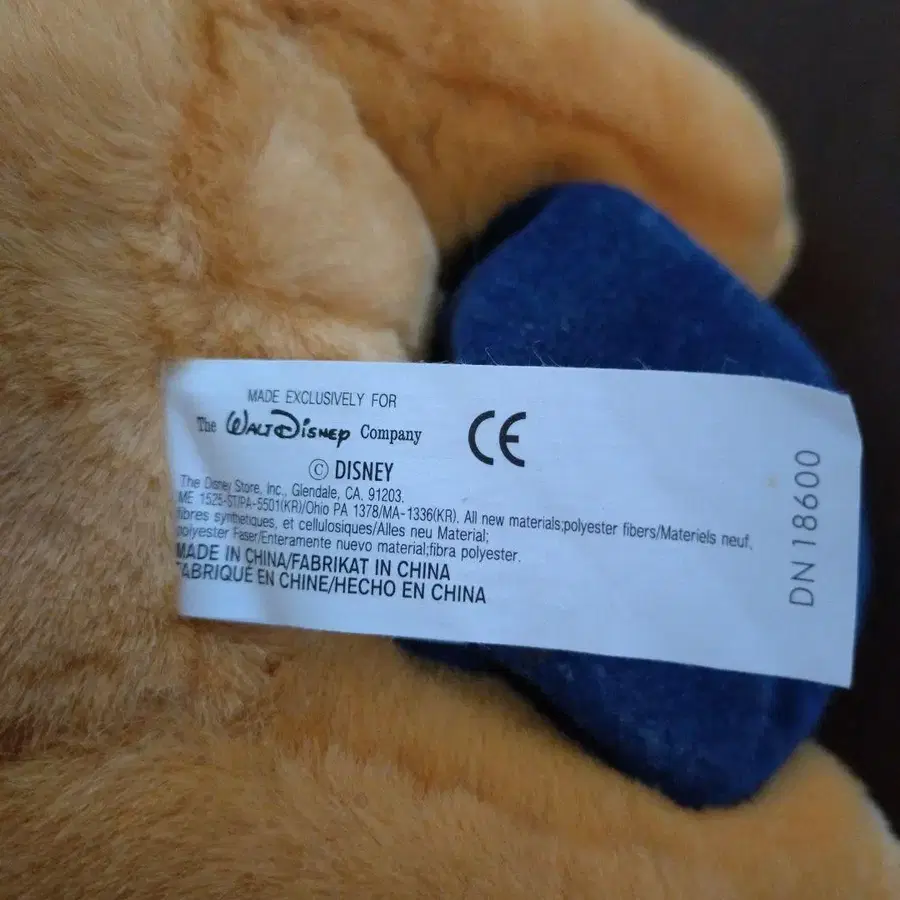 MADE EXCLUSIVELY FOR
The WALT DISNEY Company
CE
© DISNEY
The Disney Store, Inc., Glendale, CA. 91203.
ME 1525-ST/PA-5501(KR)/Ohio PA 1378/MA-1336(KR). All new materials;polyester fibers/Materiels neuf,
fibres synthetiques, et cellulosiques/Alles neu Material;
polyester Faser/Enteramente nuevo material;fibra polyester.
MADE IN CHINA/FABRIKAT IN CHINA
FABRIQUÉ EN CHINE/HECHO EN CHINA
DN 18600